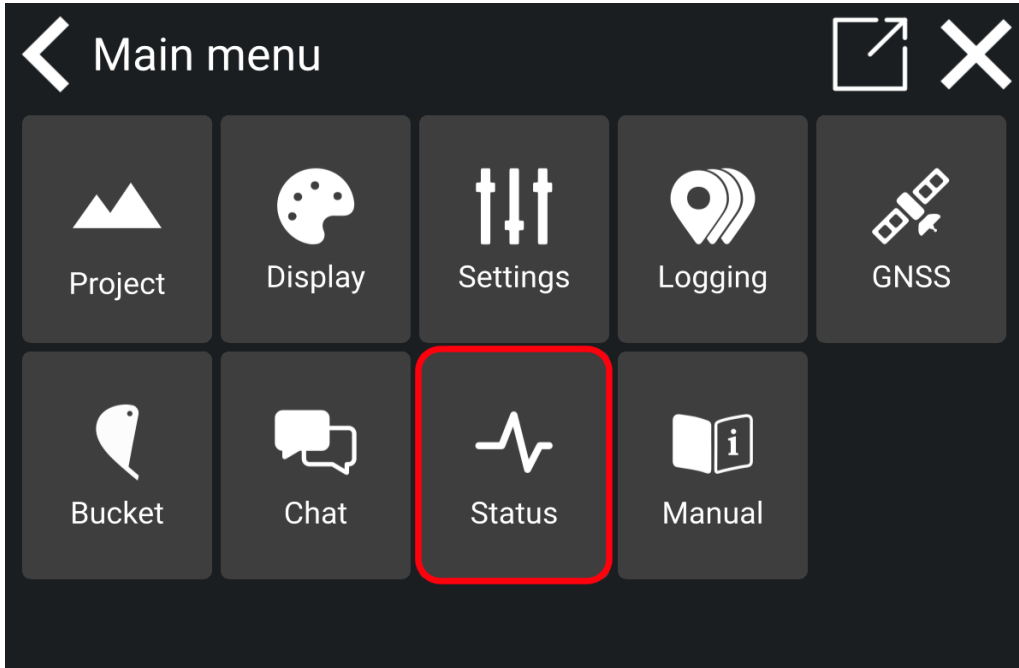 Main menu
Project
Display
Settings
Logging
GNSS
Bucket
Chat
Status
i
Manual